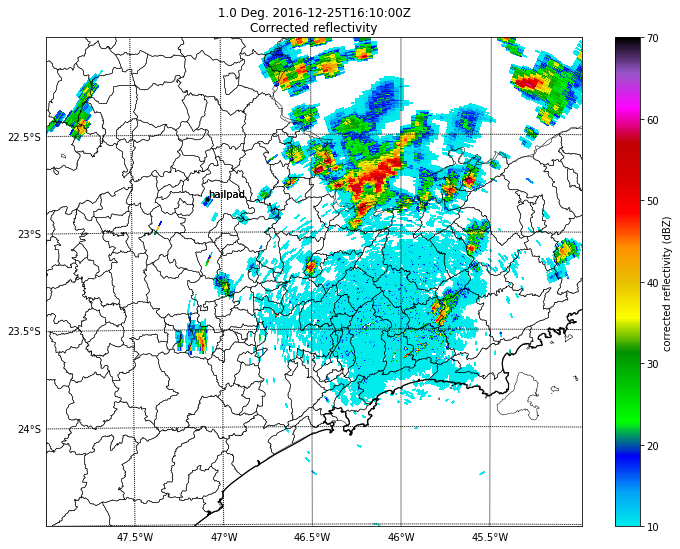 1.0 Deg. 2016-12-25T16:10:00Z
Corrected reflectivity
70
60
50
40
30
20
10
corrected reflectivity (dBZ)
22.5°S
23°S
23.5°S
24°S
hailpad
47.5°W
47°W
46.5°W
46°W
45.5°W